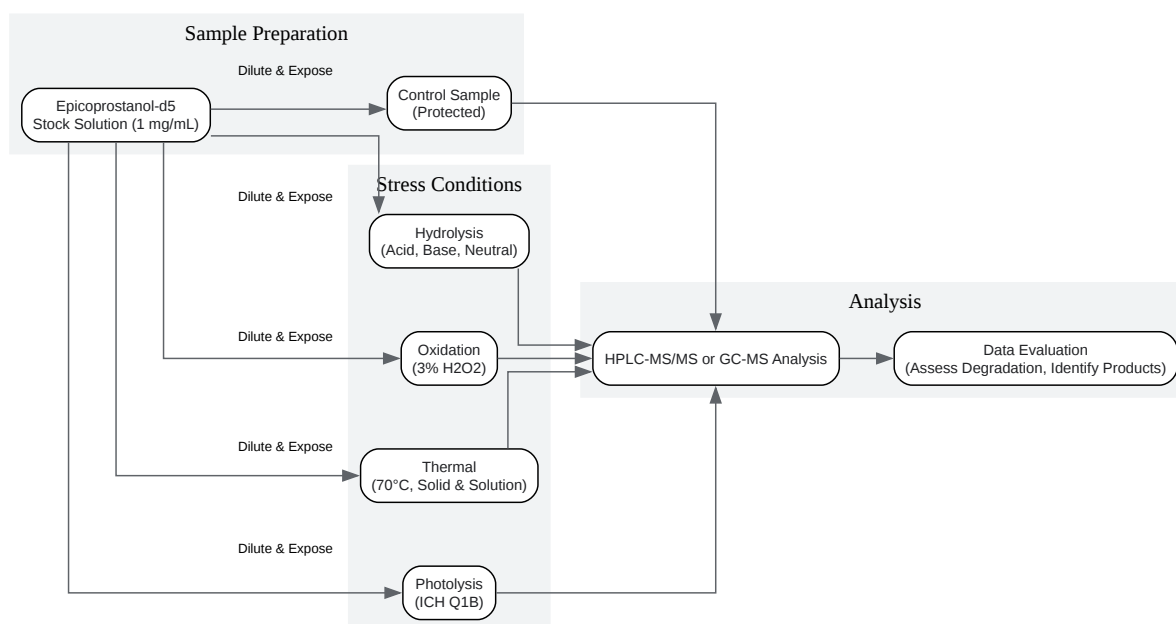 Sample Preparation
Dilute & Expose
Epicoprostanol-d5
Stock Solution (1 mg/mL)
Control Sample
(Protected)
Stress Conditions
Dilute & Expose
Hydrolysis
(Acid, Base, Neutral)
Analysis
Dilute & Expose
Oxidation
(3% H2O2)
HPLC-MS/MS or GC-MS Analysis
Data Evaluation
(Assess Degradation, Identify Products)
Dilute & Expose
Thermal
(70°C, Solid & Solution)
Dilute & Expose
Photolysis
(ICH Q1B)